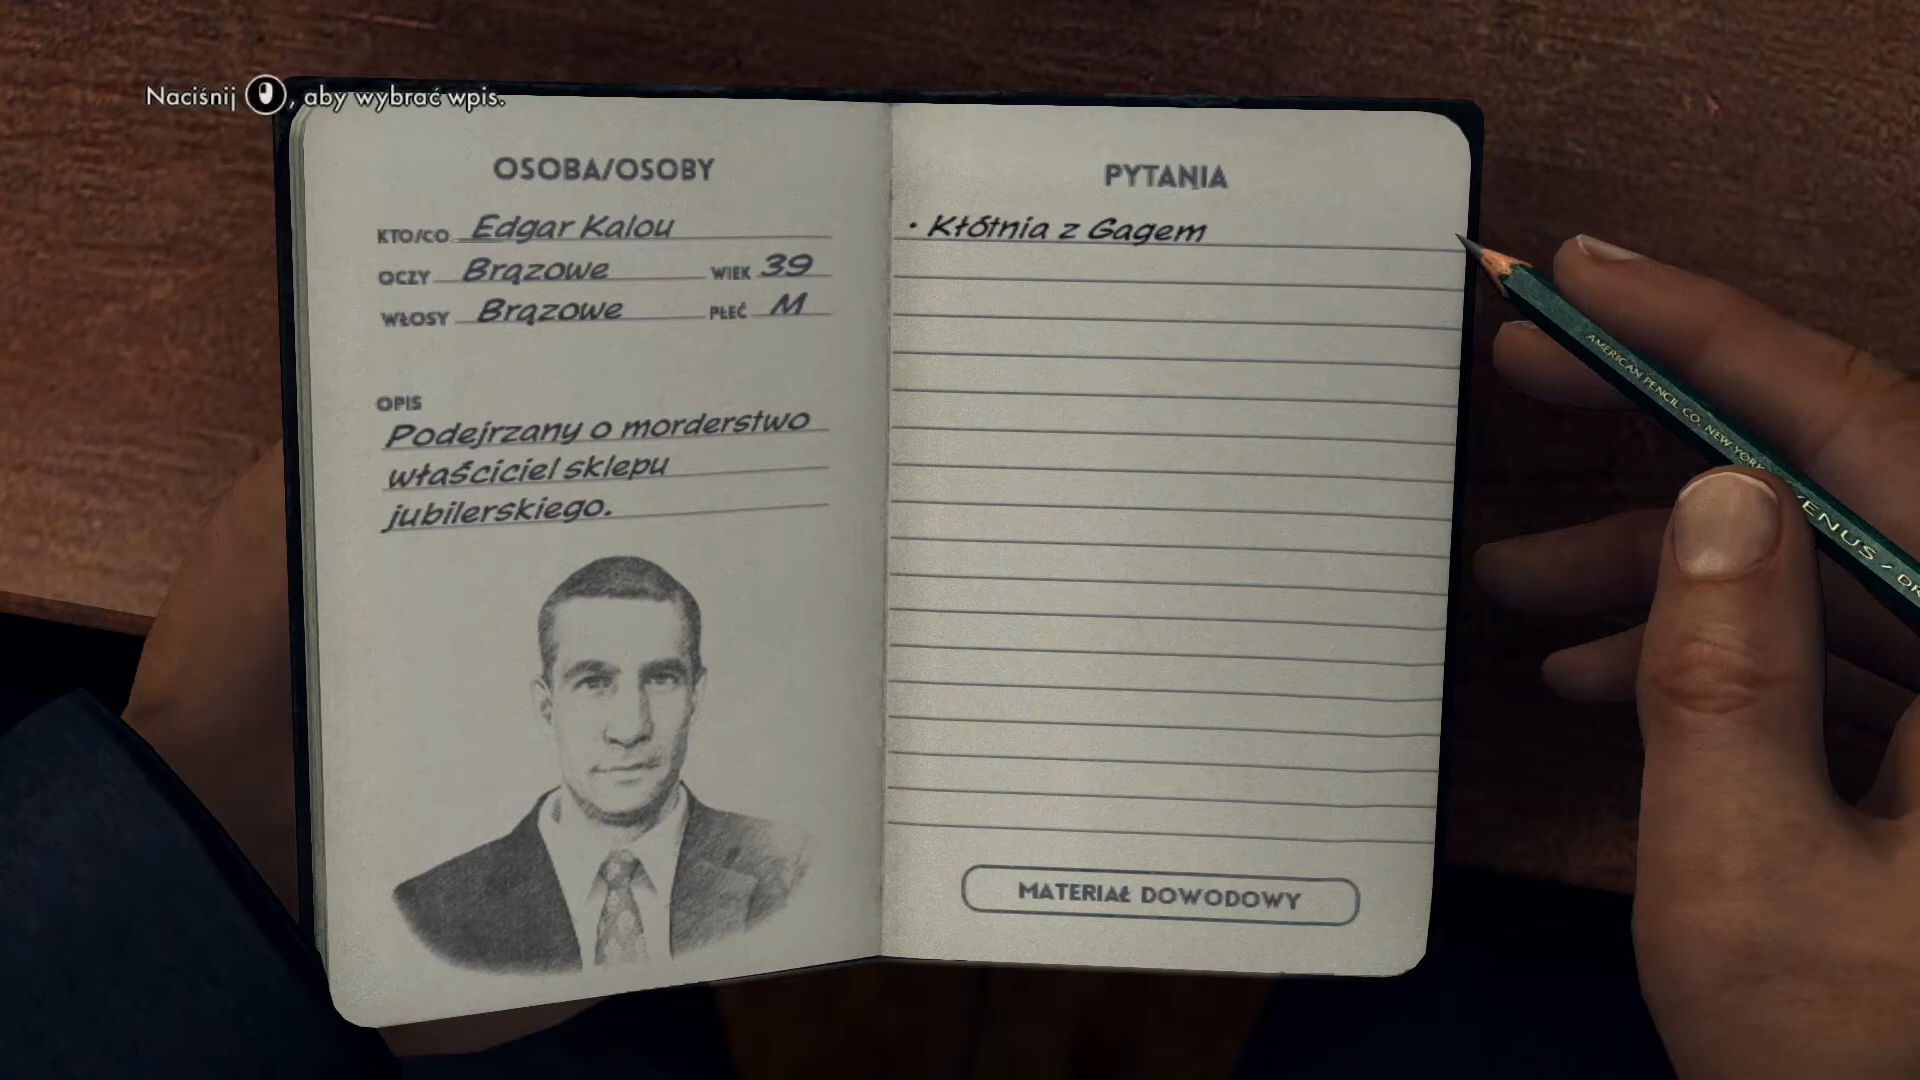 Naciśnij , aby wybrać wpis.
OSOBA/OSOBY
KTO/CO Edgar Kalou
OCZY Brązowe WIEK 39
WŁOSY Brązowe PŁEĆ M
OPIS
Podejrzany o morderstwo
właściciel sklepu
jubilerskiego.
PYTANIA
• Kłótnia z Gagem
MATERIAŁ DOWODOWY
AMERICAN PENCIL CO. NEW YORK
VENUS / DR